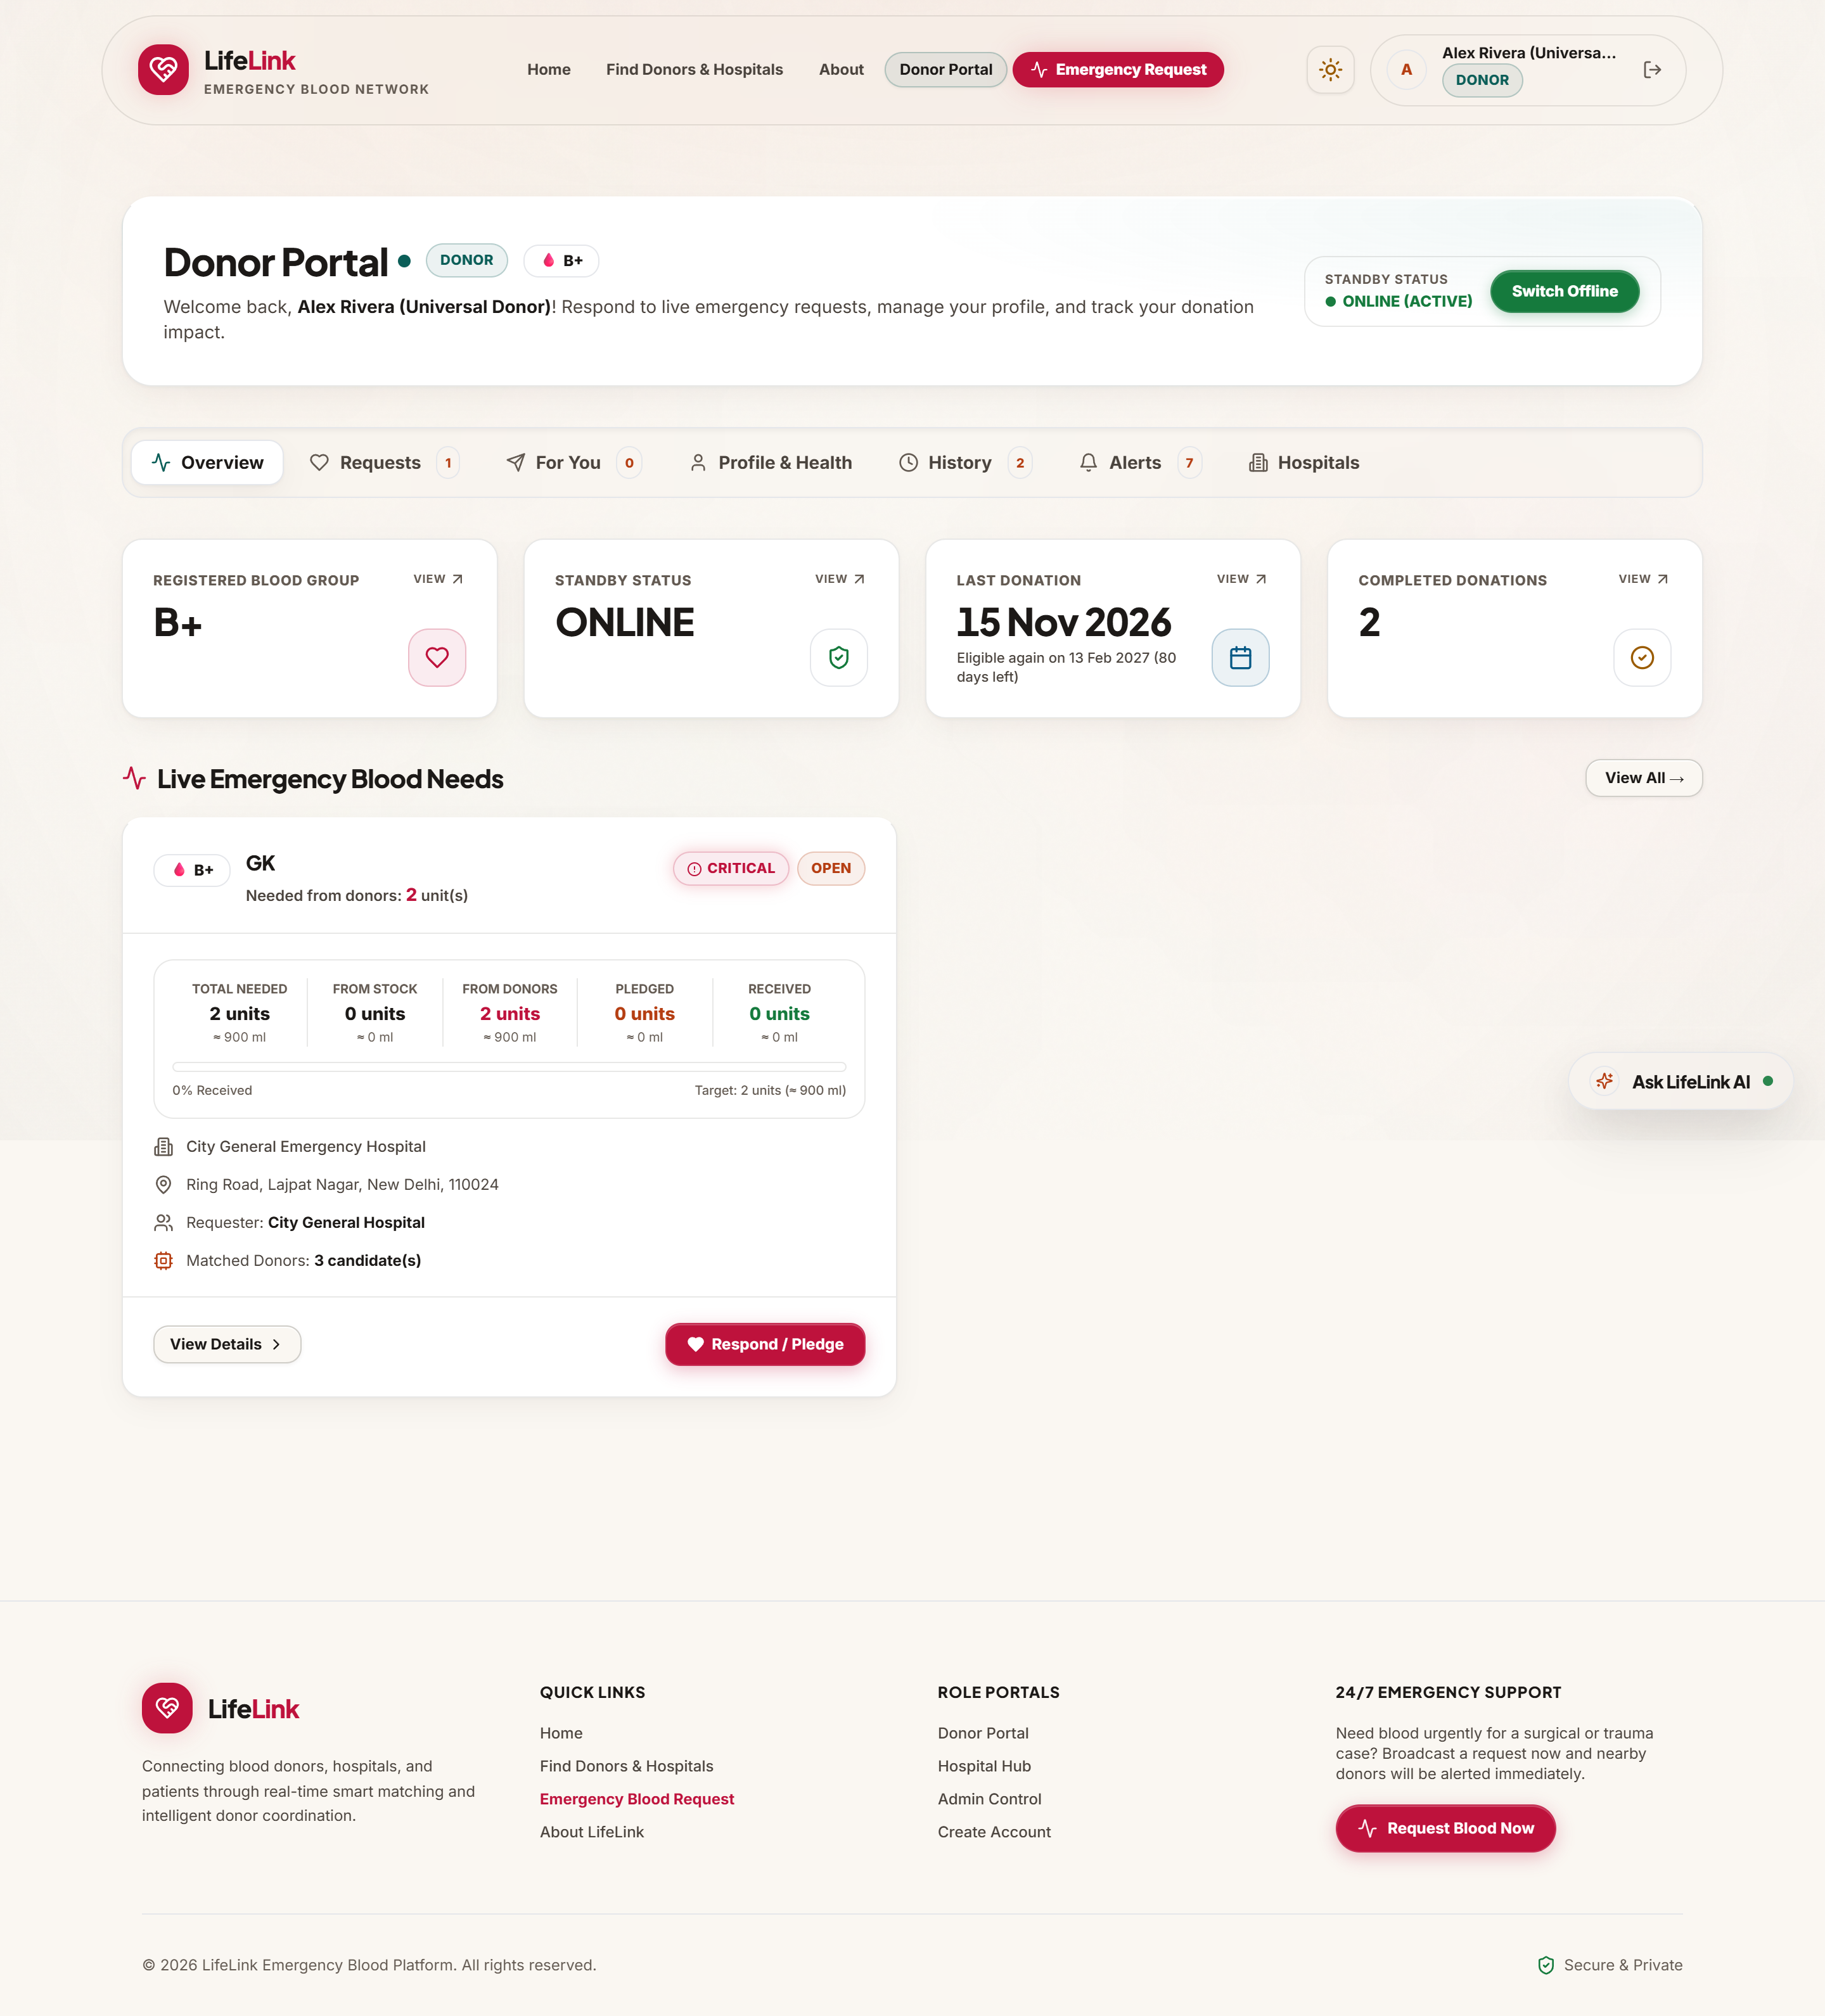 LifeLink
EMERGENCY BLOOD NETWORK
Home
Find Donors & Hospitals
About
Donor Portal
Emergency Request
A
Alex Rivera (Universa...
DONOR
Donor Portal
DONOR
B+
Welcome back, Alex Rivera (Universal Donor)! Respond to live emergency requests, manage your profile, and track your donation
impact.
STANDBY STATUS
ONLINE (ACTIVE)
Switch Offline
Overview
Requests 1
For You 0
Profile & Health
History 2
Alerts 7
Hospitals
REGISTERED BLOOD GROUP
VIEW
B+
STANDBY STATUS
VIEW
ONLINE
LAST DONATION
VIEW
15 Nov 2026
Eligible again on 13 Feb 2027 (80
days left)
COMPLETED DONATIONS
VIEW
2
Live Emergency Blood Needs
View All →
B+
GK
Needed from donors: 2 unit(s)
CRITICAL
OPEN
TOTAL NEEDED
2 units
≈ 900 ml
FROM STOCK
0 units
≈ 0 ml
FROM DONORS
2 units
≈ 900 ml
PLEDGED
0 units
≈ 0 ml
RECEIVED
0 units
≈ 0 ml
0% Received
Target: 2 units (≈ 900 ml)
City General Emergency Hospital
Ring Road, Lajpat Nagar, New Delhi, 110024
Requester: City General Hospital
Matched Donors: 3 candidate(s)
View Details
Respond / Pledge
Ask LifeLink AI
LifeLink
Connecting blood donors, hospitals, and
patients through real-time smart matching and
intelligent donor coordination.
QUICK LINKS
Home
Find Donors & Hospitals
Emergency Blood Request
About LifeLink
ROLE PORTALS
Donor Portal
Hospital Hub
Admin Control
Create Account
24/7 EMERGENCY SUPPORT
Need blood urgently for a surgical or trauma
case? Broadcast a request now and nearby
donors will be alerted immediately.
Request Blood Now
© 2026 LifeLink Emergency Blood Platform. All rights reserved.
Secure & Private